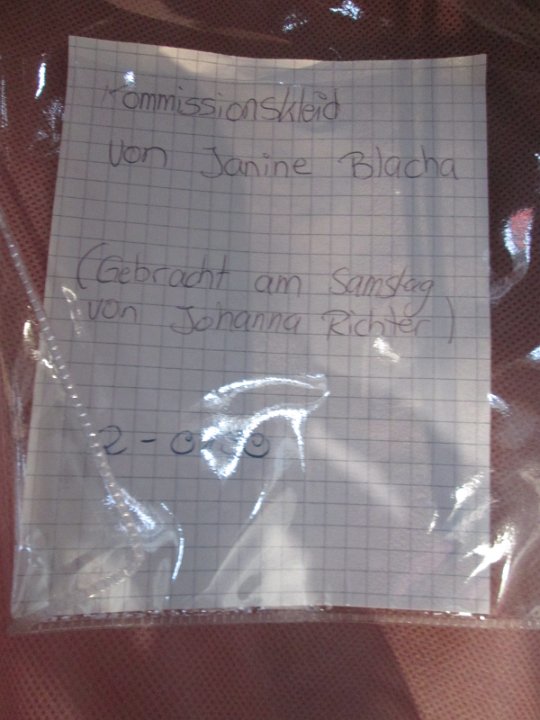 Kommissionskleid
von Janine Blacha
(Gebracht am Samstag
von Johanna Richter)